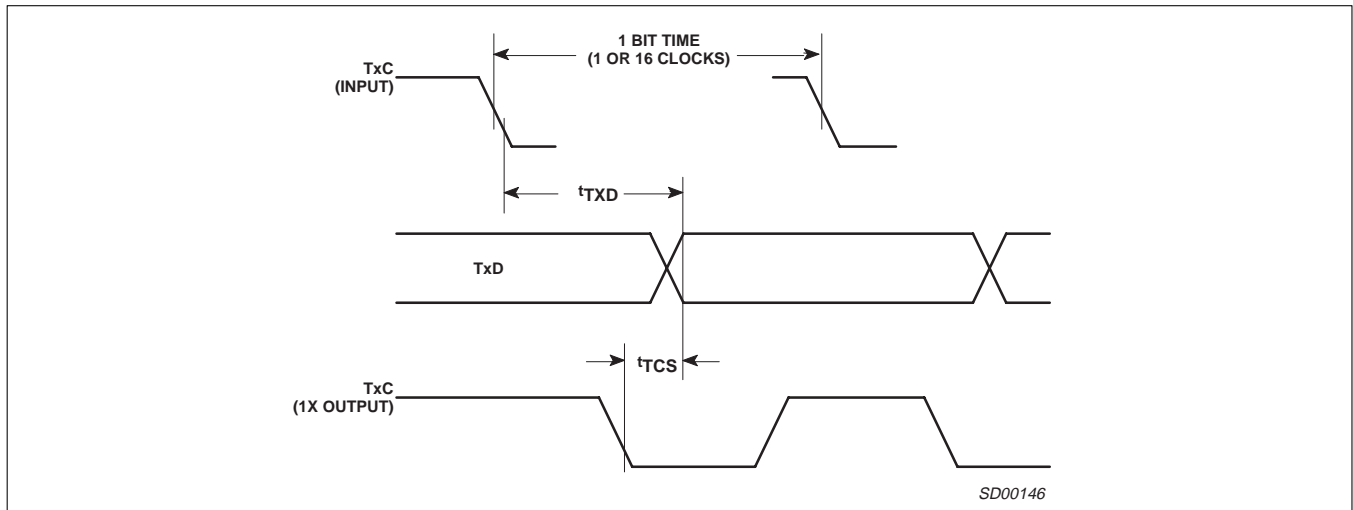 1 BIT TIME
(1 OR 16 CLOCKS)
TxC
(INPUT)
tTXD
TxD
tTCS
TxC
(1X OUTPUT)
SD00146